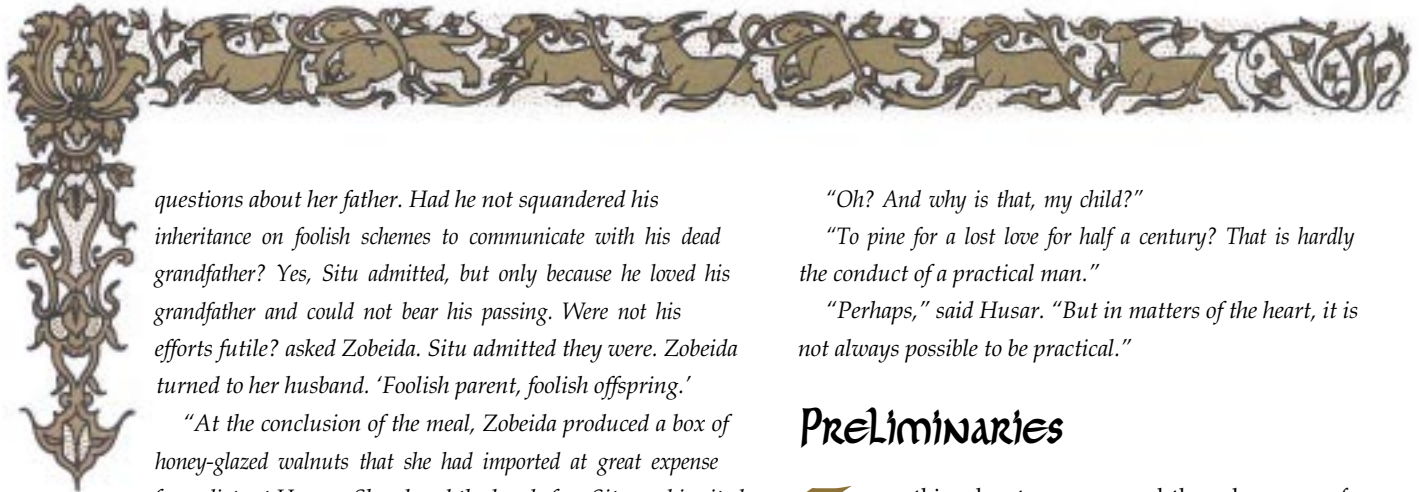 questions about her father. Had he not squandered his
inheritance on foolish schemes to communicate with his dead
grandfather? Yes, Situ admitted, but only because he loved his
grandfather and could not bear his passing. Were not his
efforts futile? asked Zobeida. Situ admitted they were. Zobeida
turned to her husband. ‘Foolish parent, foolish offspring.’
“At the conclusion of the meal, Zobeida produced a box of
honey-glazed walnuts that she had imported at great expense
“Oh? And why is that, my child?”
“To pine for a lost love for half a century? That is hardly
the conduct of a practical man.”
“Perhaps,” said Husar. “But in matters of the heart, it is
not always possible to be practical.”
Preliminaries